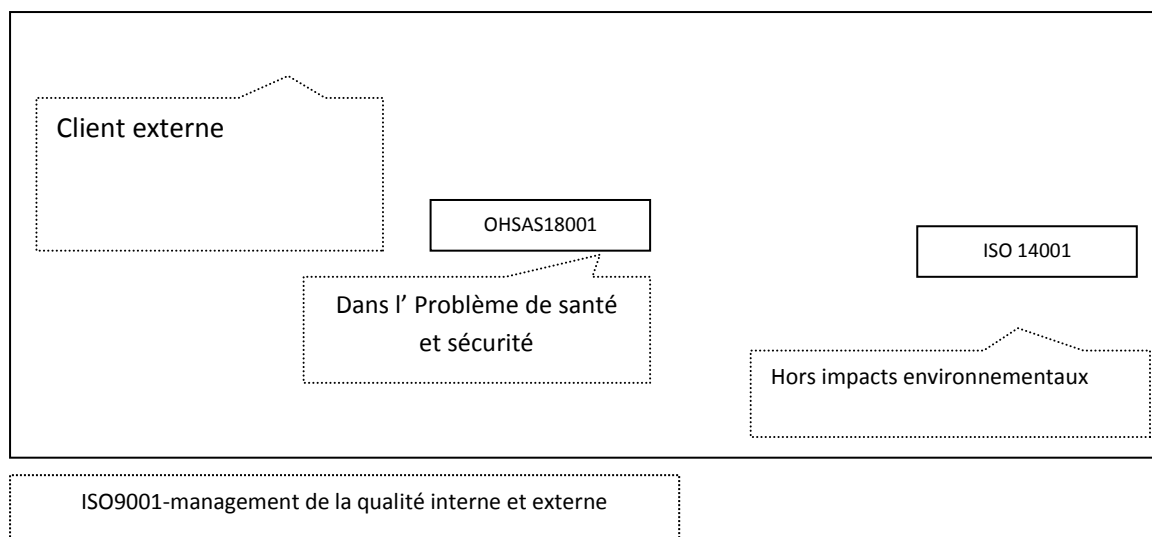 Client externe
OHSAS18001
ISO 14001
Dans l’ Problème de santé
et sécurité
Hors impacts environnementaux
ISO9001-management de la qualité interne et externe